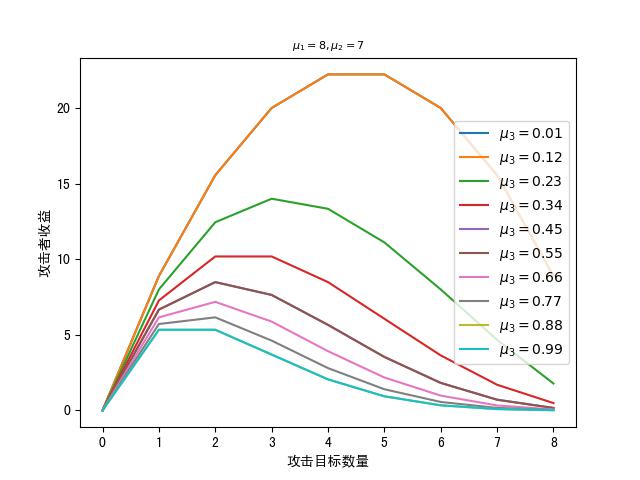 μ₁ = 8, μ₂ = 7
攻击者收益
20
15
10
5
0
0 1 2 3 4 5 6 7 8
攻击目标数量
μ₃ = 0.01
μ₃ = 0.12
μ₃ = 0.23
μ₃ = 0.34
μ₃ = 0.45
μ₃ = 0.55
μ₃ = 0.66
μ₃ = 0.77
μ₃ = 0.88
μ₃ = 0.99